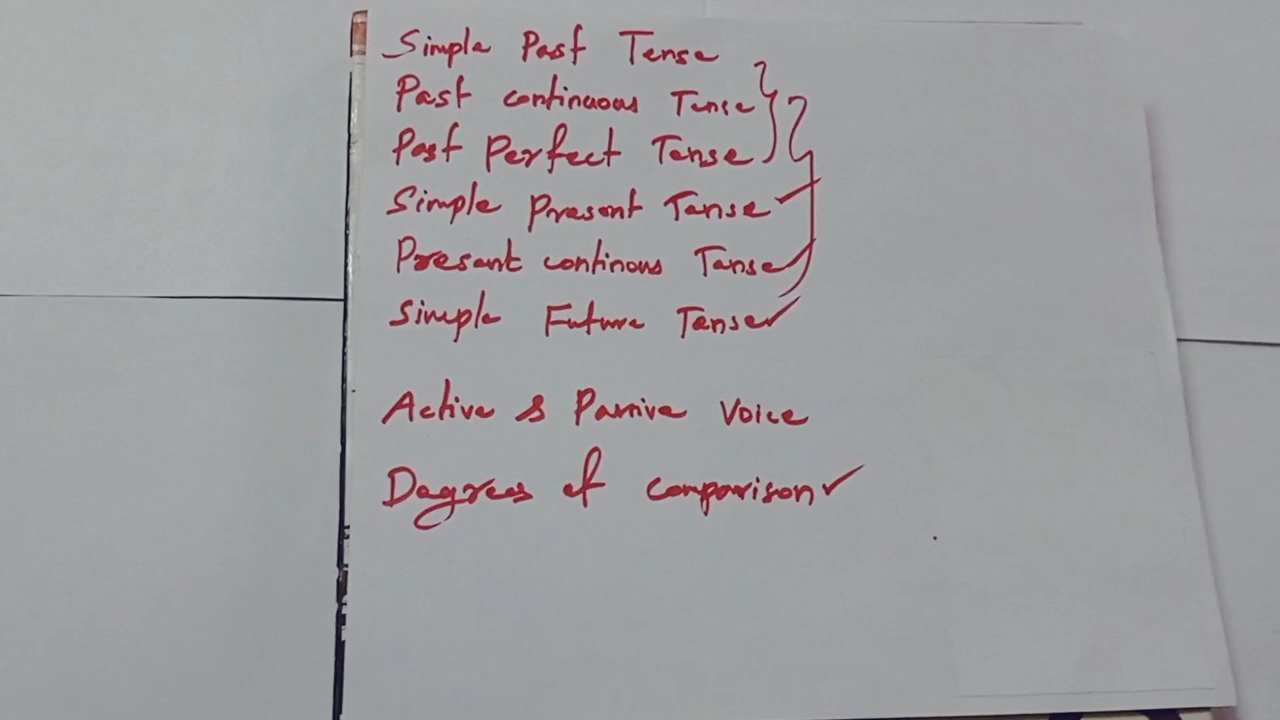 Simple Past Tense
Past continuous Tense
Past Perfect Tense
Simple Present Tense
Present continous Tense
Simple Future Tense
Active & Passive Voice
Degrees of comparison